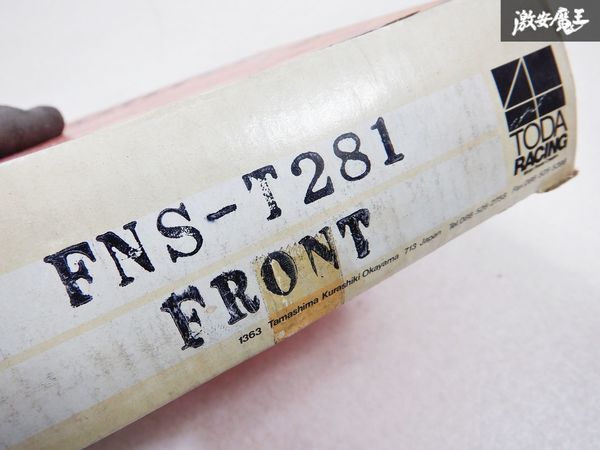 激安魔王
TODA
RACING
FNS-T281
FRONT
1363 Tamashima Kurashiki Okayama 713 Japan